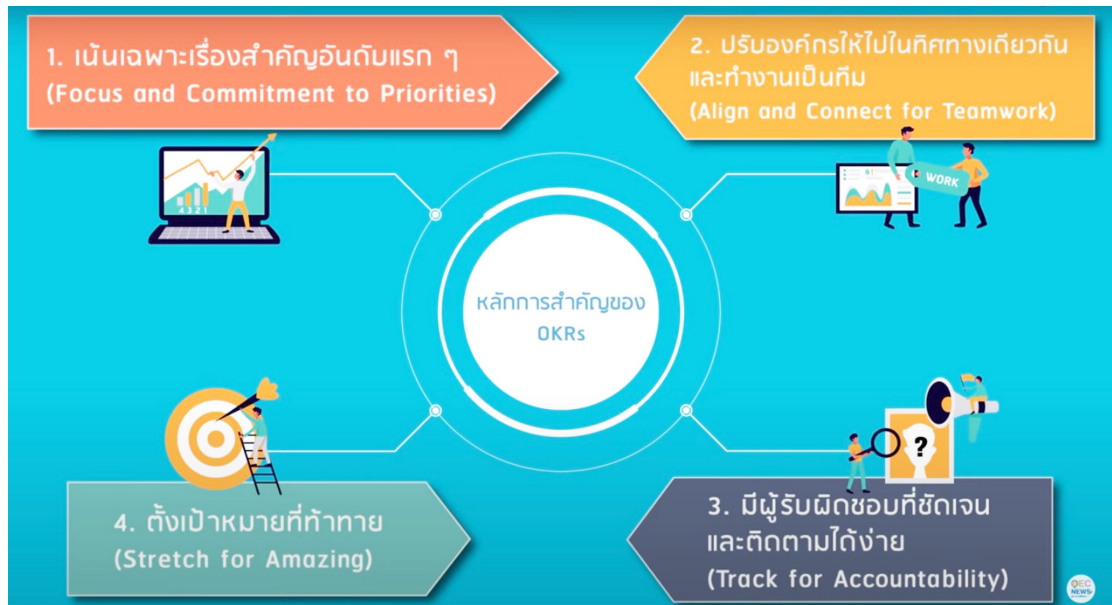 1. เน้นเฉพาะเรื่องสำคัญอันดับแรก ๆ
(Focus and Commitment to Priorities)
2. ปรับองค์กรให้ไปในทิศทางเดียวกัน
และทำงานเป็นทีม
(Align and Connect for Teamwork)
4 3 2 1
WORK
หลักการสำคัญของ
OKRs
?
3. มีผู้รับผิดชอบที่ชัดเจน
และติดตามได้ง่าย
(Track for Accountability)
4. ตั้งเป้าหมายที่ท้าทาย
(Stretch for Amazing)
OEC
NEWS